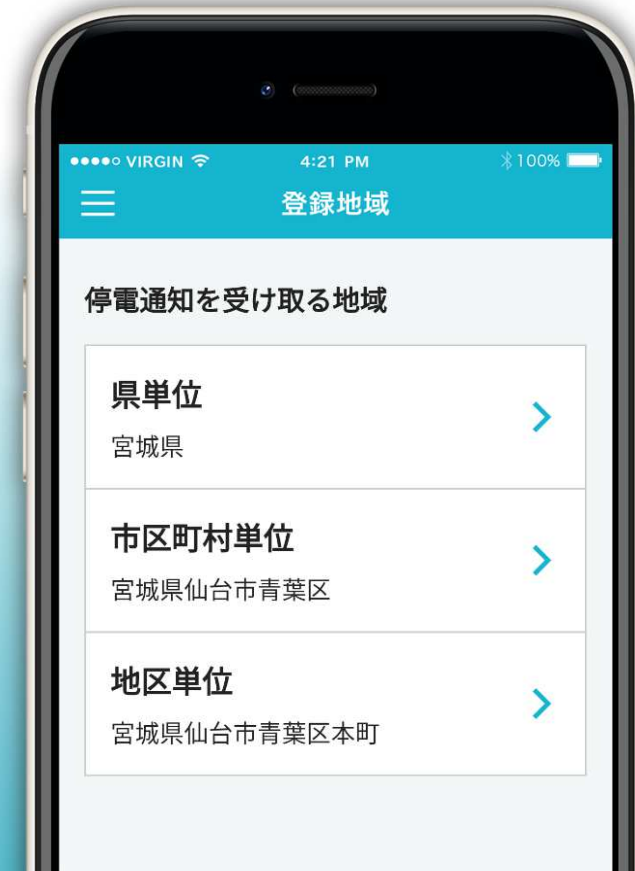 VIRGIN 4:21 PM 100%
登録地域
停電通知を受け取る地域
県単位
宮城県
市区町村単位
宮城県仙台市青葉区
地区単位
宮城県仙台市青葉区本町